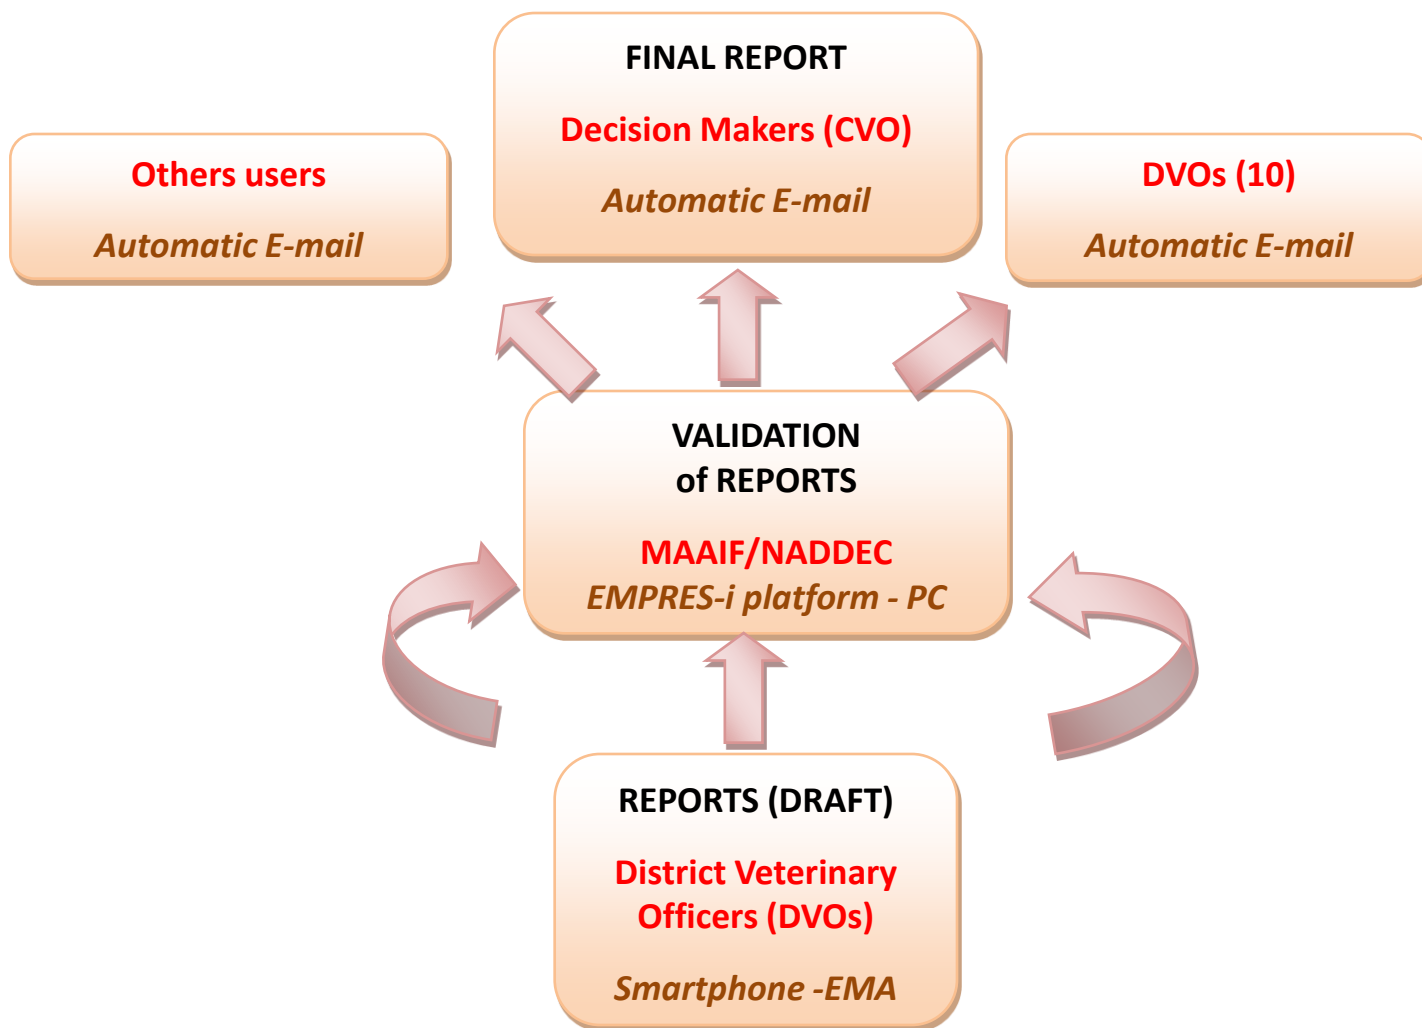 FINAL REPORT
Decision Makers (CVO)
Automatic E-mail
Others users
Automatic E-mail
DVOs (10)
Automatic E-mail
VALIDATION
of REPORTS
MAAIF/NADDEC
EMPRES-i platform - PC
REPORTS (DRAFT)
District Veterinary
Officers (DVOs)
Smartphone -EMA